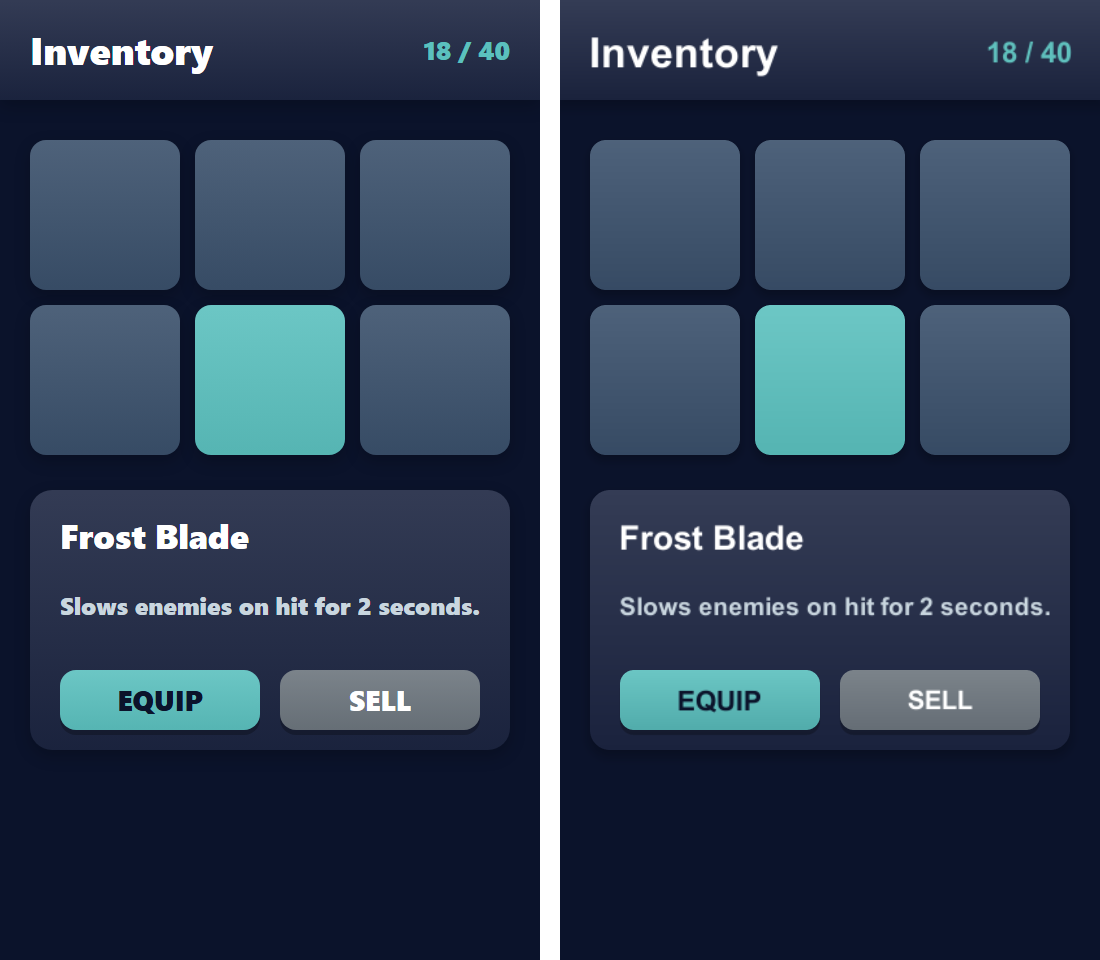 Inventory
18 / 40
Frost Blade
Slows enemies on hit for 2 seconds.
EQUIP
SELL
Inventory
18 / 40
Frost Blade
Slows enemies on hit for 2 seconds.
EQUIP
SELL